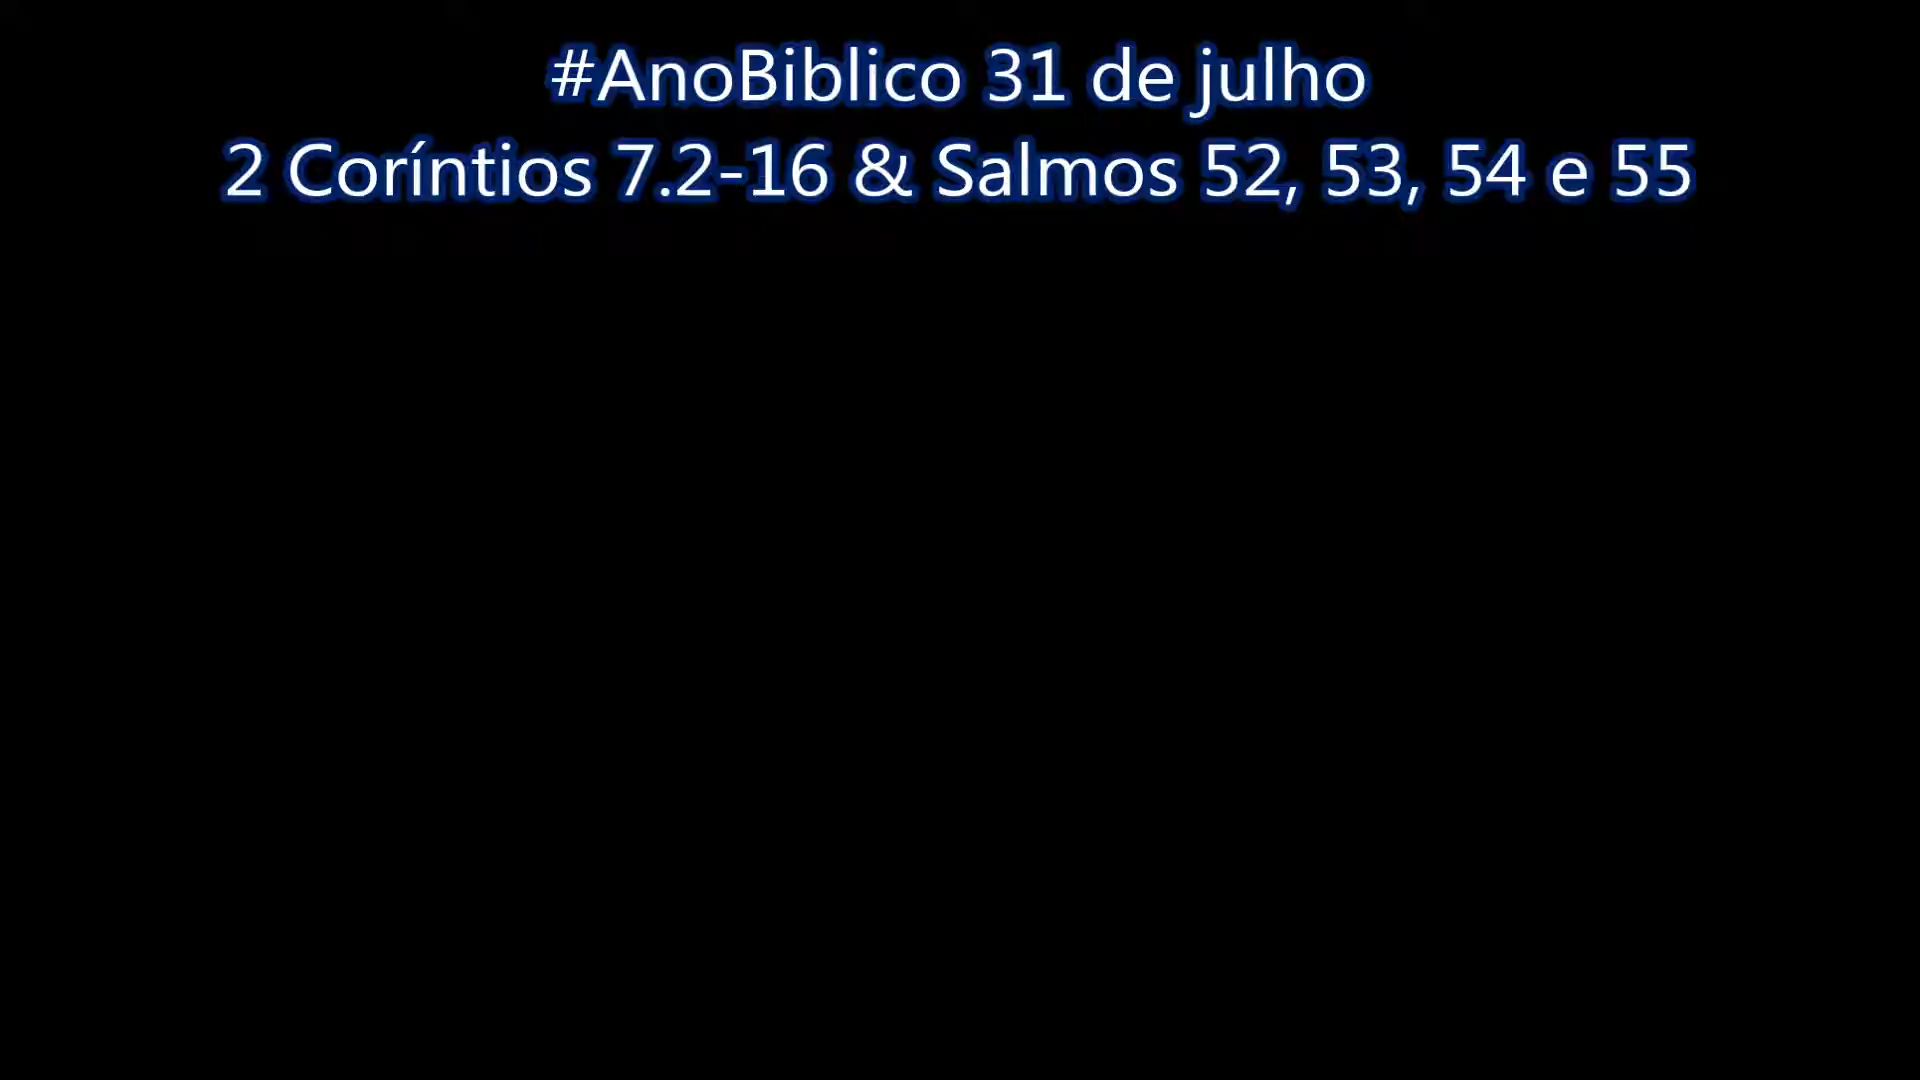 #AnoBiblico 31 de julho
2 Coríntios 7.2-16 & Salmos 52, 53, 54 e 55